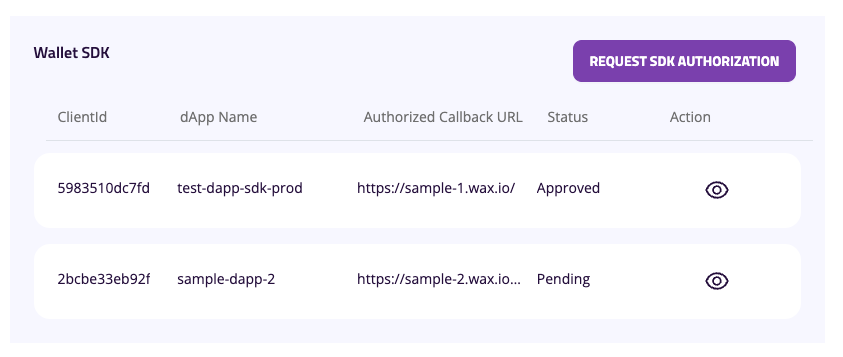 Wallet SDK
REQUEST SDK AUTHORIZATION
ClientId dApp Name Authorized Callback URL Status Action
5983510dc7fd test-dapp-sdk-prod https://sample-1.wax.io/ Approved
2bcbe33eb92f sample-dapp-2 https://sample-2.wax.io... Pending